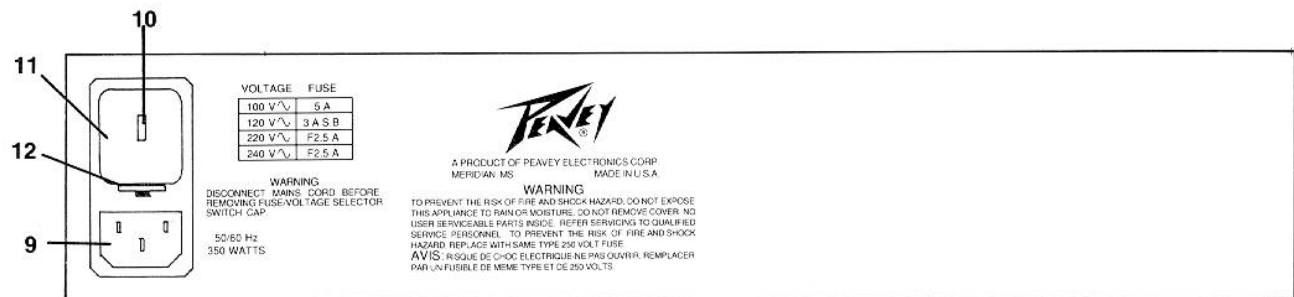 10
11
12
9
VOLTAGE FUSE
100 V∿ 5 A
120 V∿ 3 A S B
220 V∿ F2.5 A
240 V∿ F2.5 A
WARNING
DISCONNECT MAINS CORD BEFORE
REMOVING FUSE/VOLTAGE SELECTOR
SWITCH CAP.
50/60 Hz
350 WATTS
PEAVEY ®
A PRODUCT OF PEAVEY ELECTRONICS CORP.
MERIDIAN MS MADE IN U.S.A.
WARNING
TO PREVENT THE RISK OF FIRE AND SHOCK HAZARD, DO NOT EXPOSE
THIS APPLIANCE TO RAIN OR MOISTURE. DO NOT REMOVE COVER. NO
USER SERVICEABLE PARTS INSIDE. REFER SERVICING TO QUALIFIED
SERVICE PERSONNEL. TO PREVENT THE RISK OF FIRE AND SHOCK
HAZARD, REPLACE WITH SAME TYPE 250 VOLT FUSE.
AVIS: RISQUE DE CHOC ELECTRIQUE-NE PAS OUVRIR. REMPLACER
PAR UN FUSIBLE DE MEME TYPE ET DE 250 VOLTS.